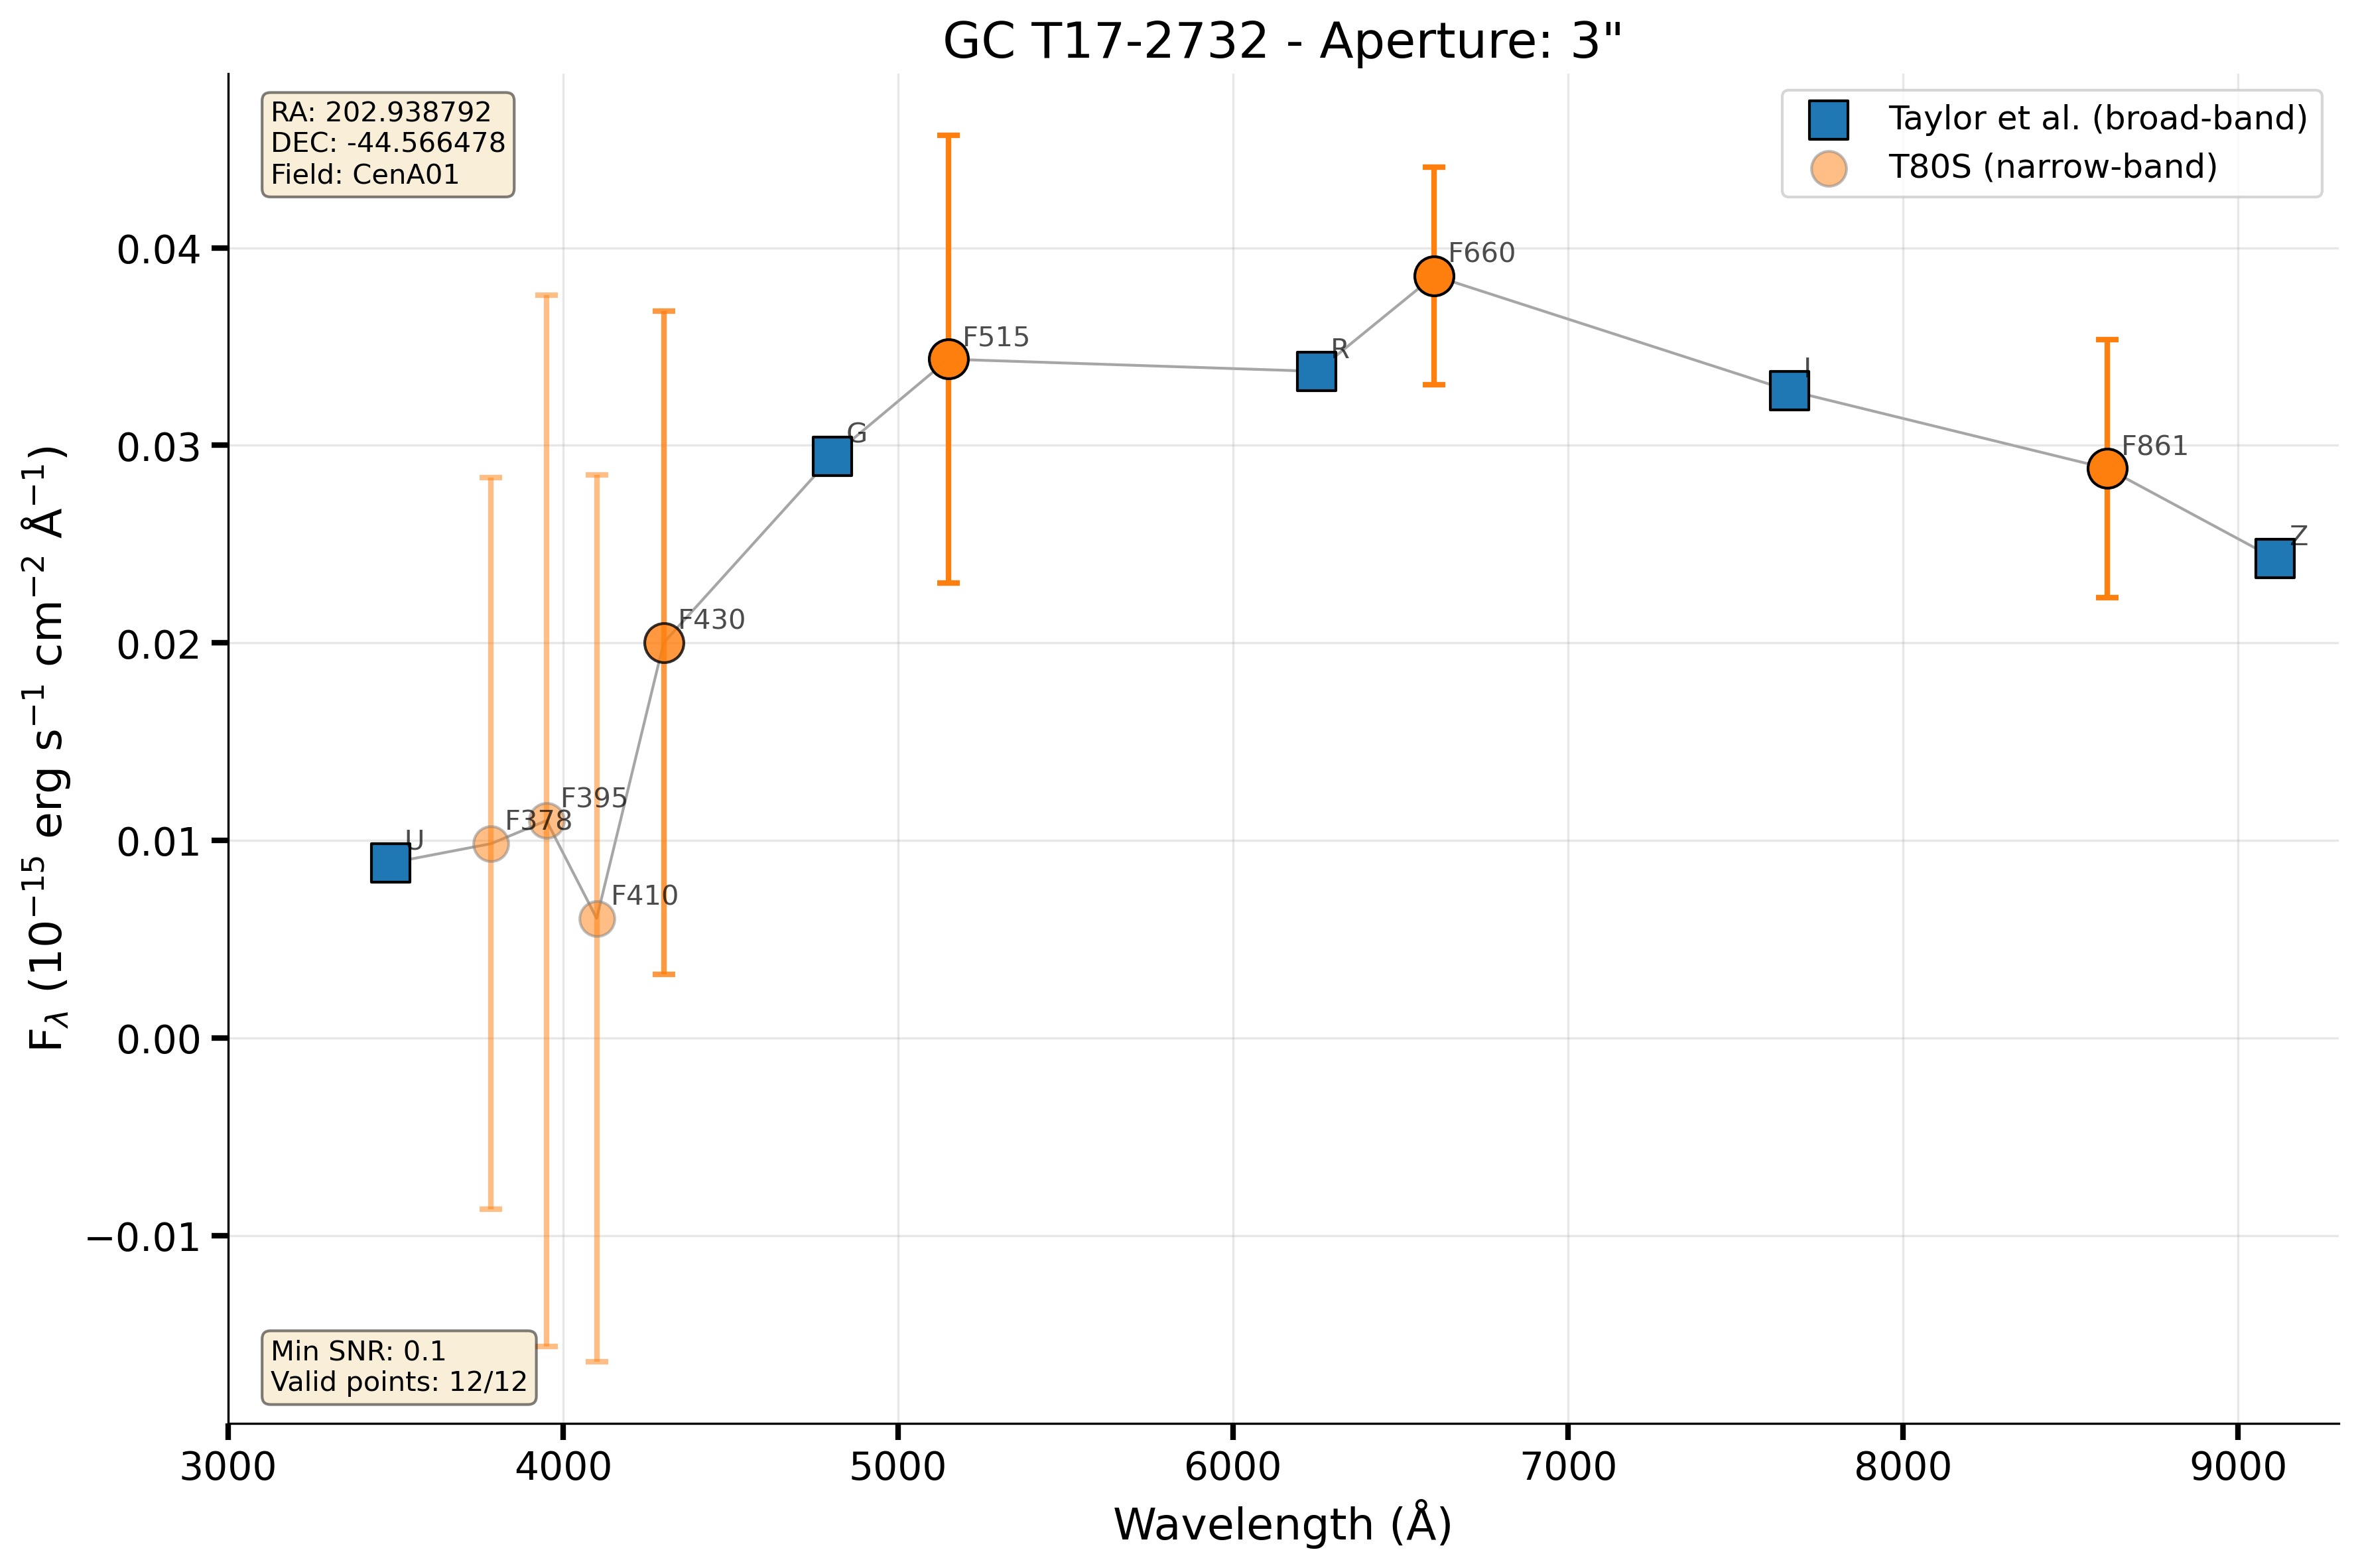 GC T17-2732 - Aperture: 3"
RA: 202.938792
DEC: -44.566478
Field: CenA01
Taylor et al. (broad-band)
T80S (narrow-band)
F660
F515
R
I
G
F861
Z
F430
F395
F378
U
F410
0.04
0.03
0.02
0.01
0.00
−0.01
Fλ (10⁻¹⁵ erg s⁻¹ cm⁻² Å⁻¹)
Min SNR: 0.1
Valid points: 12/12
3000 4000 5000 6000 7000 8000 9000
Wavelength (Å)